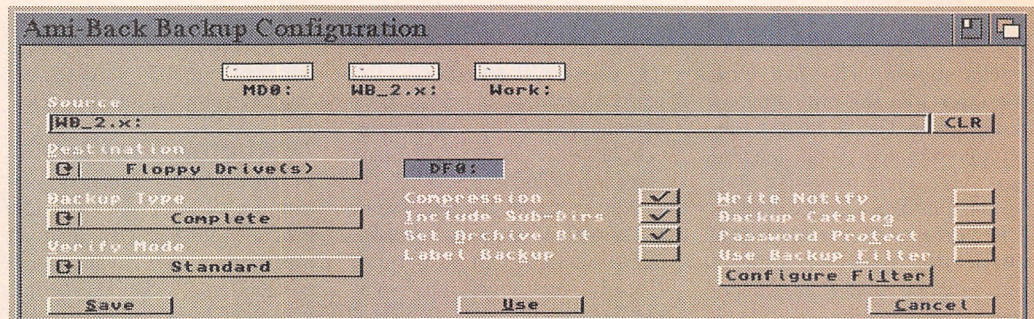 Ami-Back Backup Configuration
MD0: WB_2.x: Work:
Source
WB_2.x: CLR
Destination
Floppy Drive(s) DF0:
Backup Type Compression Write Notify
Complete Include Sub-Dirs Backup Catalog
Set Archive Bit Password Protect
Verify Mode Label Backup Use Backup Filter
Standard Configure Filter
Save Use Cancel